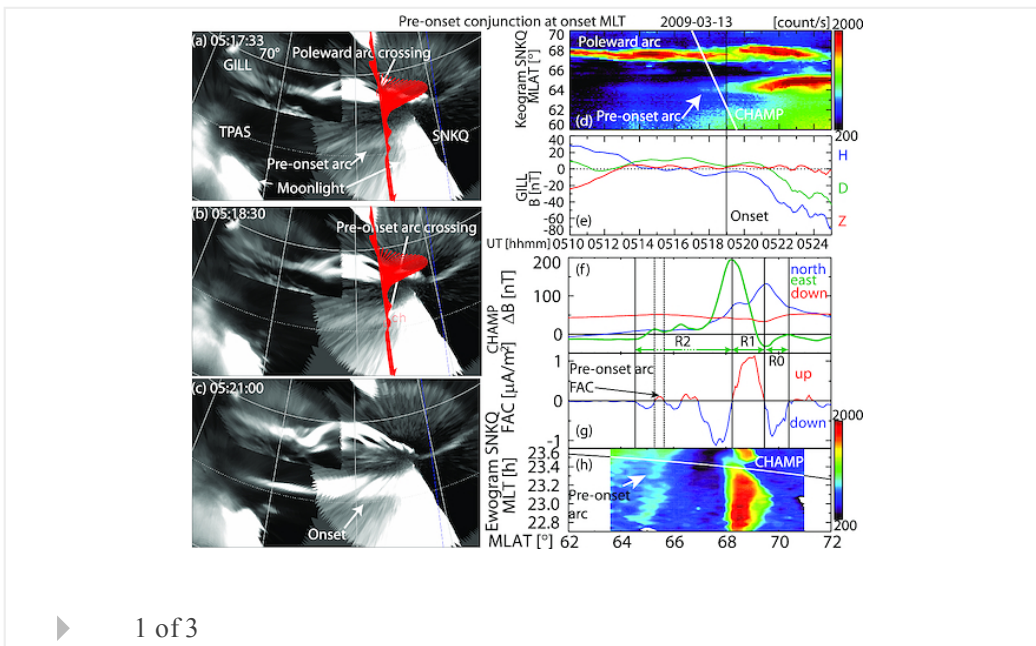 Pre-onset conjunction at onset MLT 2009-03-13 [count/s] 2000
(a) 05:17:33
70°
GILL
Poleward arc crossing
TPAS
SNKQ
Pre-onset arc
Moonlight
(b) 05:18:30
Pre-onset arc crossing
ch
(c) 05:21:00
Onset
Keogram SNKQ
MLAT [°]
70
68
66
64
62
60
Poleward arc
Pre-onset arc
(d)
CHAMP
200
GILL
B [nT]
40
20
0
-20
-40
-60
-80
(e)
Onset
H
D
Z
UT [hhmm] 0510 0512 0514 0516 0518 0520 0522 0524
CHAMP
ΔB [nT]
200
100
0
(f)
north
east
down
R2
R1
R0
FAC [μA/m²]
1
0
-1
Pre-onset arc
FAC
(g)
up
down
2000
Ewogram SNKQ
MLT [h]
23.6
23.4
23.2
23.0
22.8
(h)
CHAMP
Pre-onset
arc
200
MLAT [°] 62 64 66 68 70 72
1 of 3